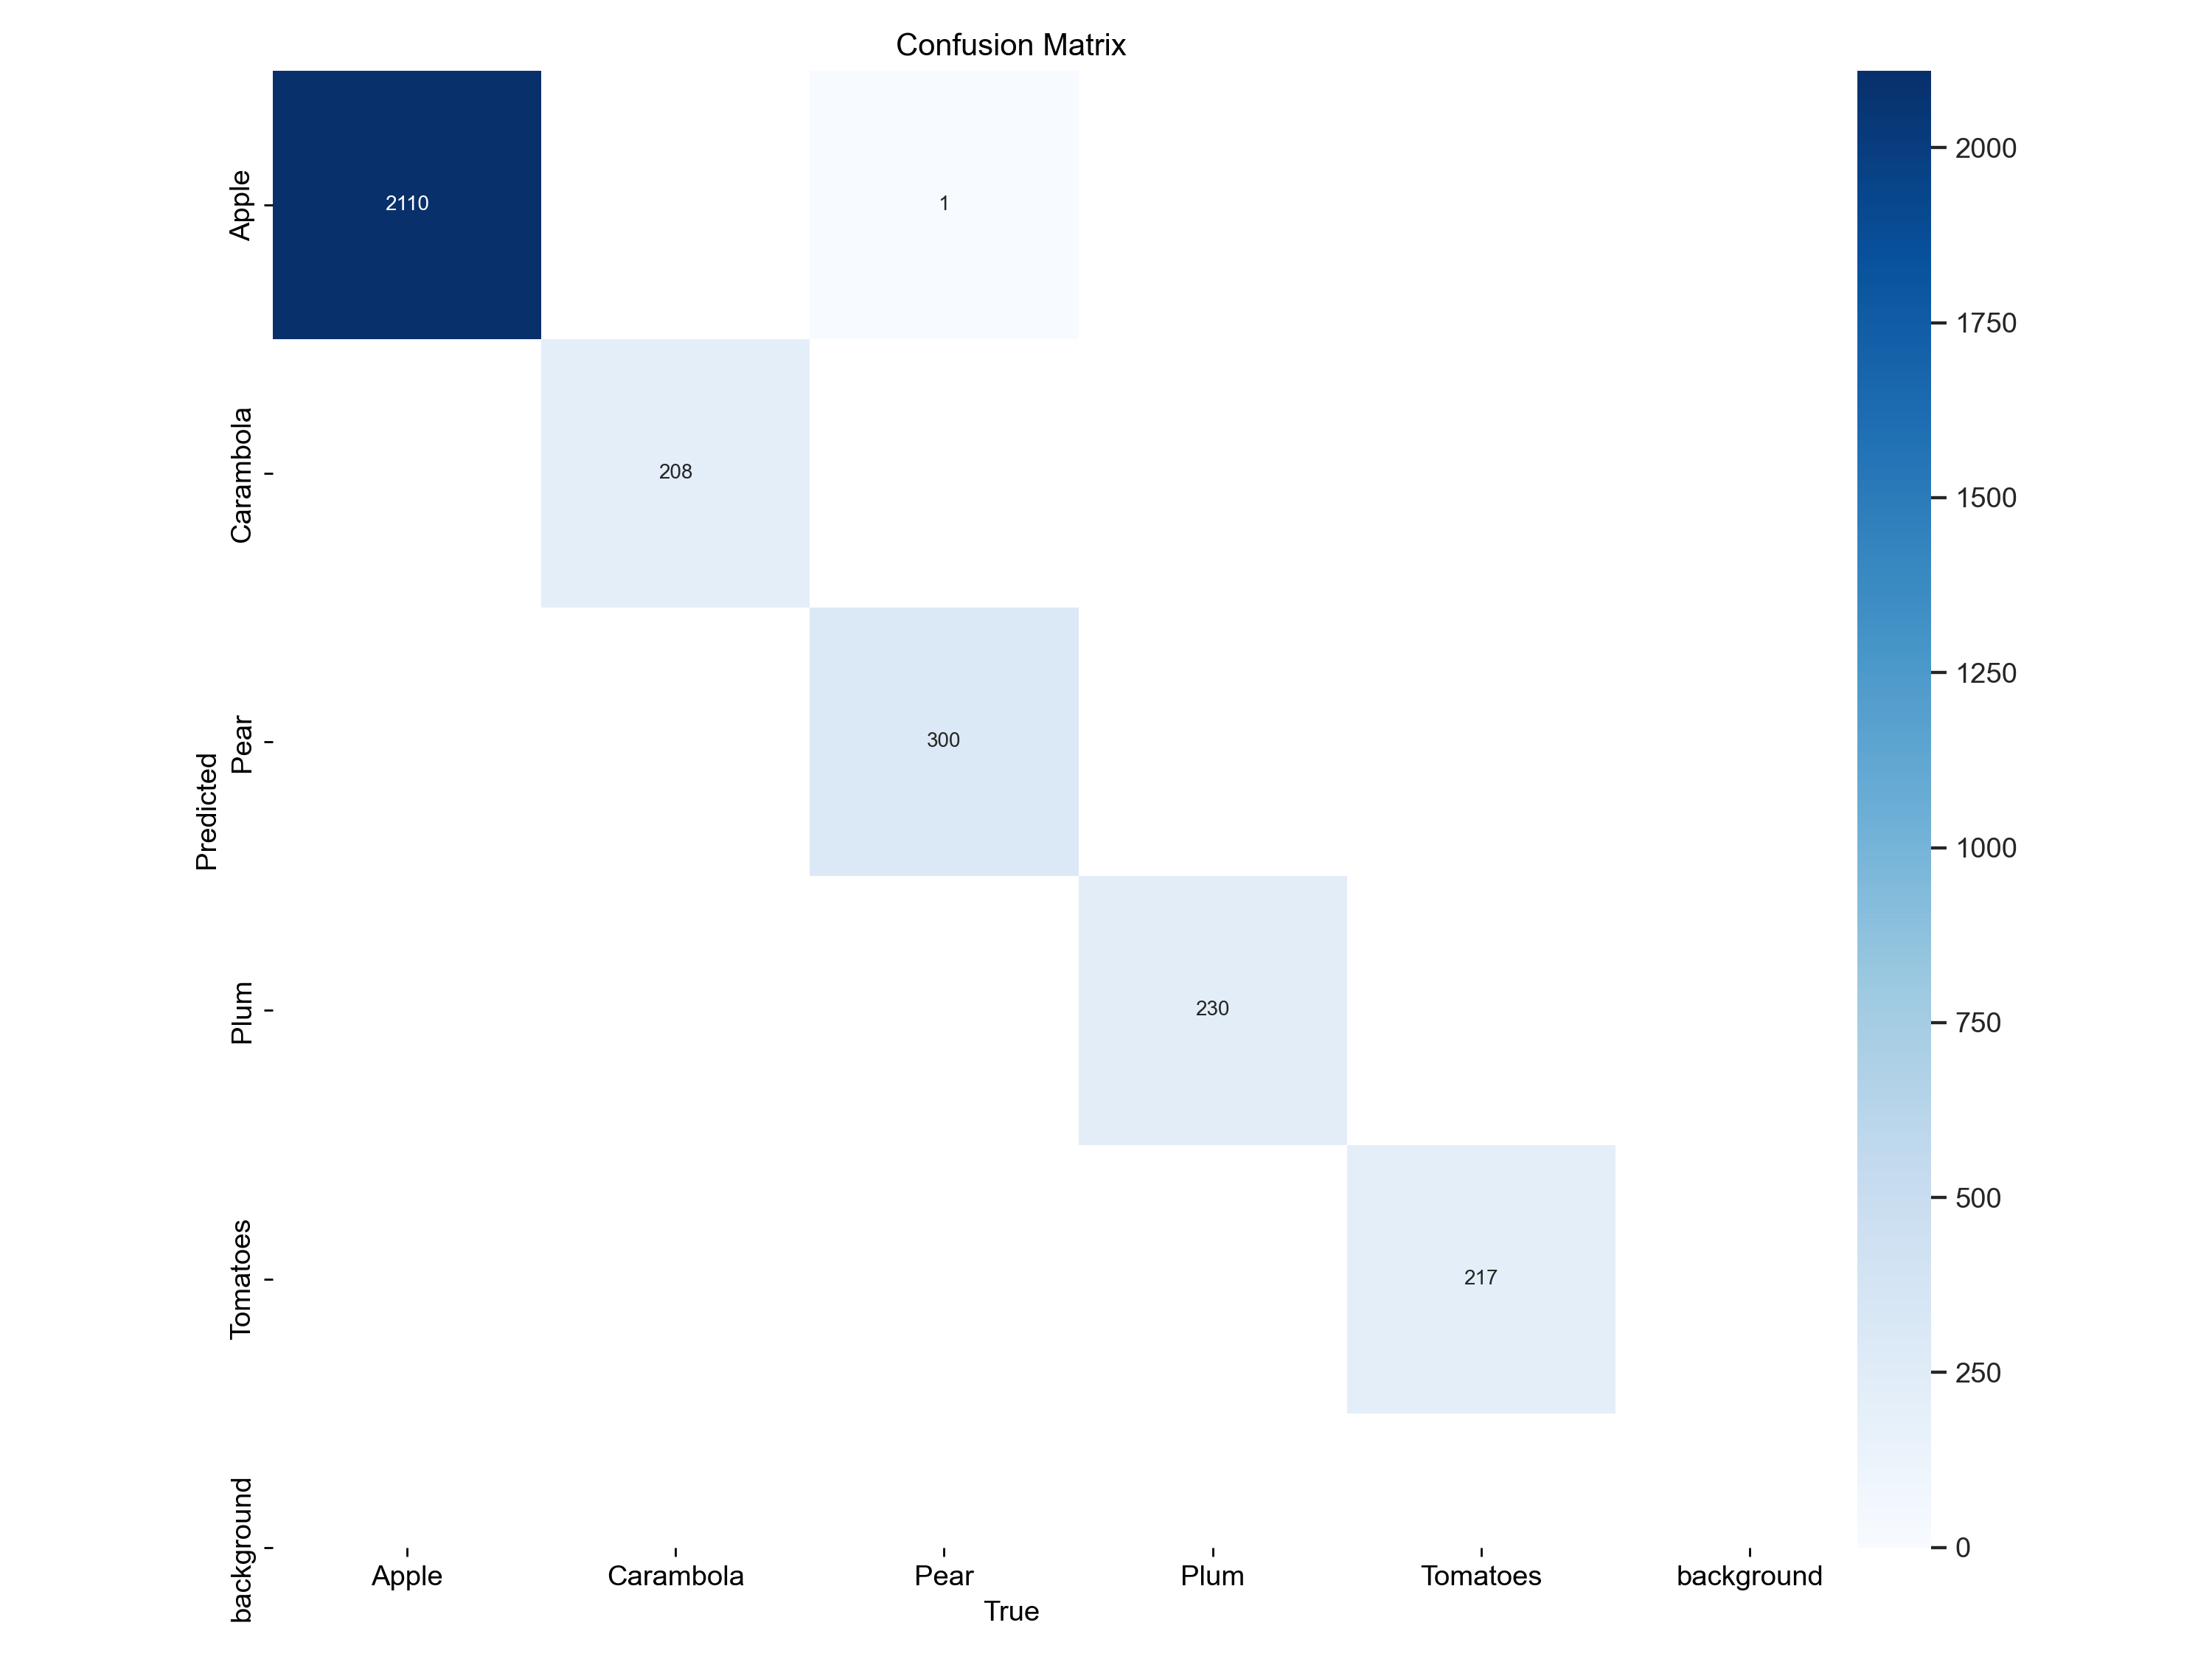 Confusion Matrix
Predicted
Apple
Carambola
Pear
Plum
Tomatoes
background
2110
1
208
300
230
217
Apple
Carambola
Pear
Plum
Tomatoes
background
True
2000
1750
1500
1250
1000
750
500
250
0